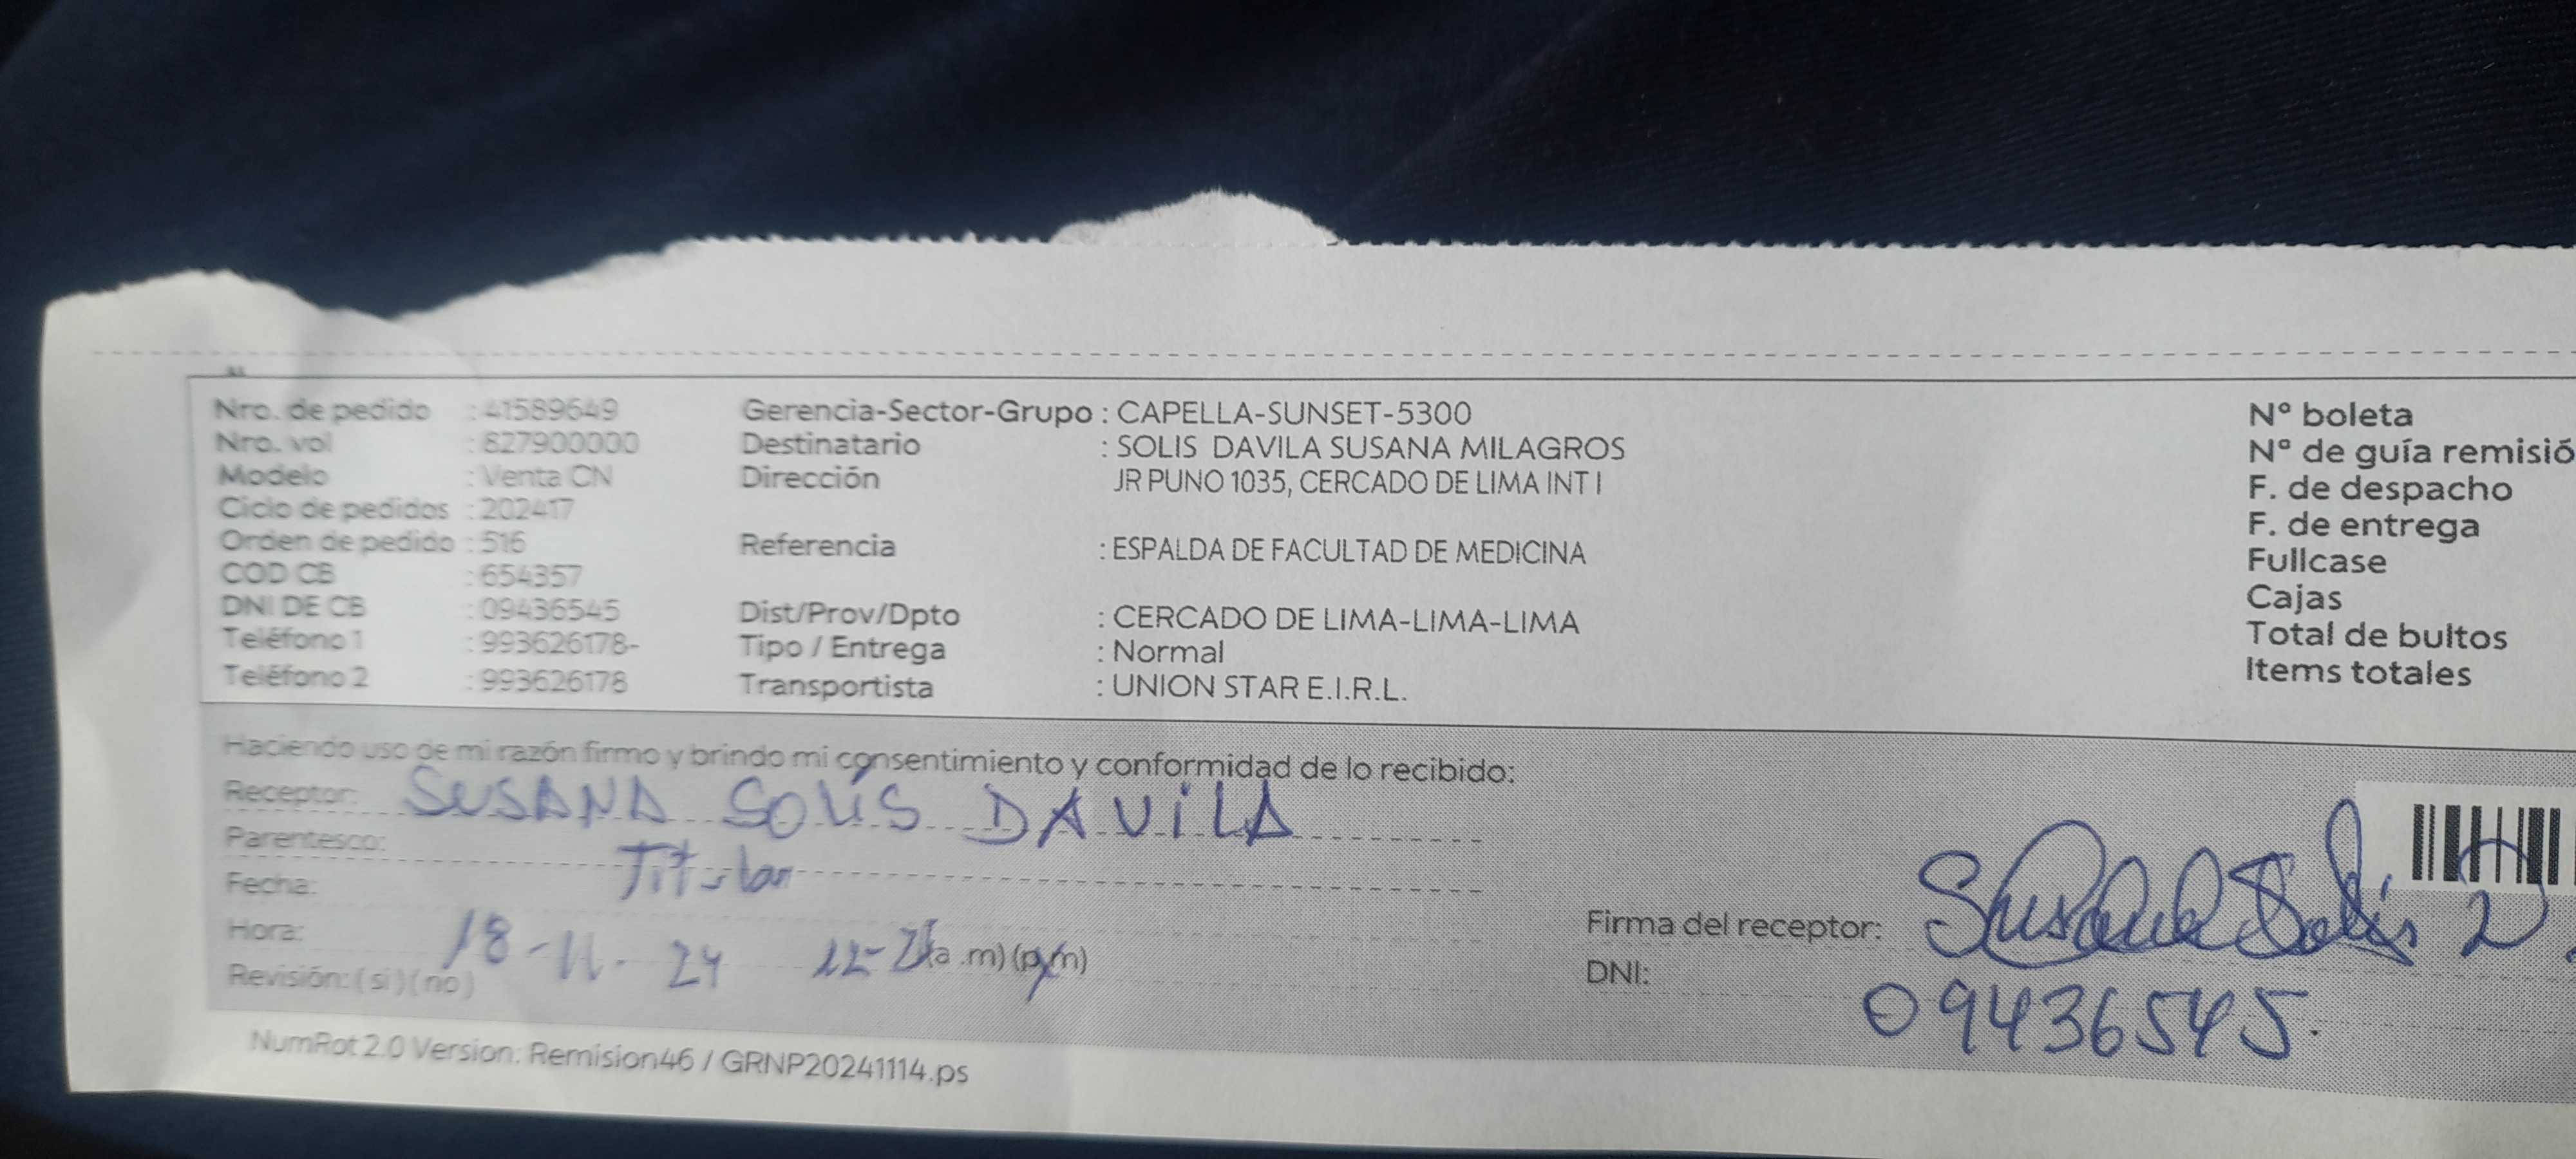 Nro. de pedido : 41589649
Nro. vol : 827900000
Modelo : Venta CN
Ciclo de pedidos : 202417
Orden de pedido : 516
COD CB : 654357
DNI DE CB : 09436545
Teléfono 1 : 993626178-
Teléfono 2 : 993626178
Gerencia-Sector-Grupo : CAPELLA-SUNSET-5300
Destinatario : SOLIS DAVILA SUSANA MILAGROS
Dirección JR PUNO 1035, CERCADO DE LIMA INT I
Referencia : ESPALDA DE FACULTAD DE MEDICINA
Dist/Prov/Dpto : CERCADO DE LIMA-LIMA-LIMA
Tipo / Entrega : Normal
Transportista : UNION STAR E.I.R.L.
Nº boleta
Nº de guía remisió
F. de despacho
F. de entrega
Fullcase
Cajas
Total de bultos
Items totales
Haciendo uso de mi razón firmo y brindo mi consentimiento y conformidad de lo recibido:
Receptor: SUSANA SOLIS DAVILA
Parentesco: Titular
Fecha: 18-11-24
Hora: (a .m) (p.m)
Revisión: ( si ) ( no )
Firma del receptor: Susana Solis D
DNI: 09436545.
NumRot 2.0 Version: Remision46 / GRNP20241114.ps